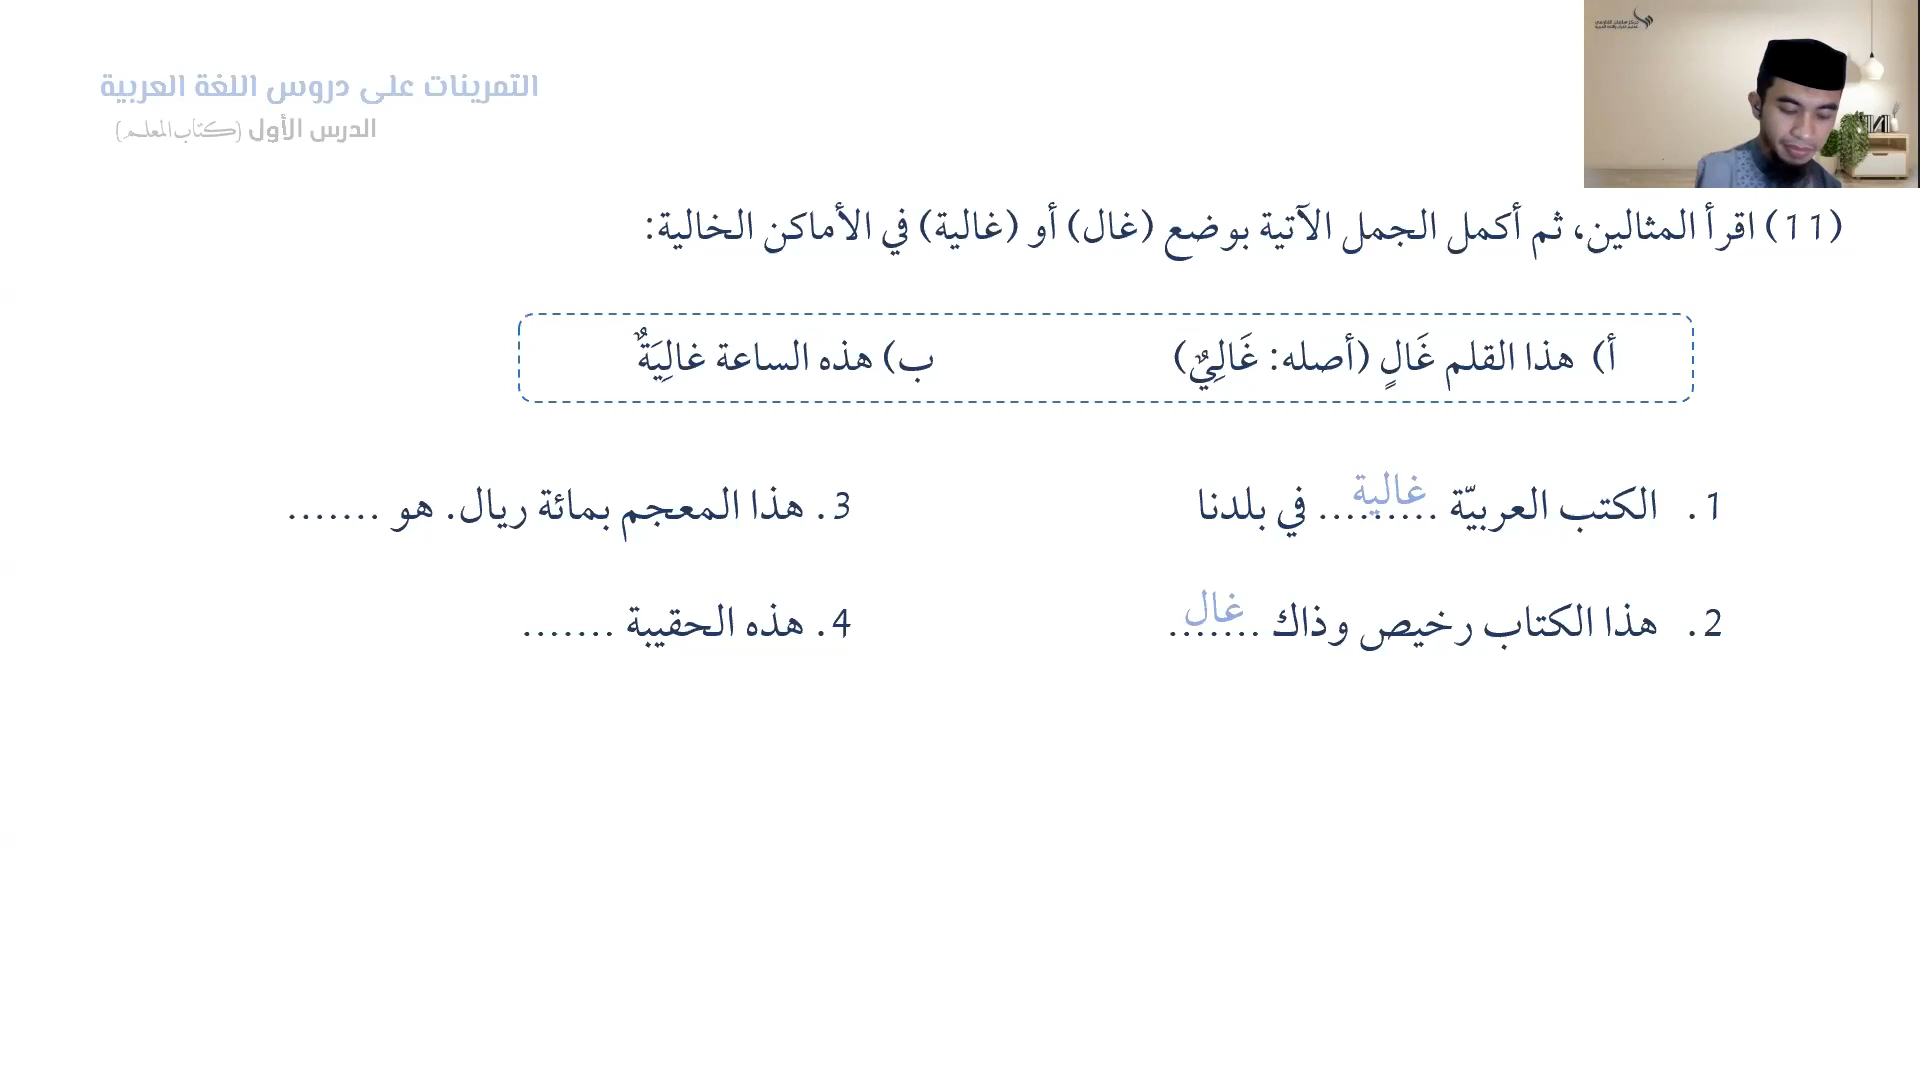 التمرينات على دروس اللغة العربية
الدرس الأول (كتاب المعلم)
(11) اقرأ المثالين، ثم أكمل الجمل الآتية بوضع (غال) أو (غالية) في الأماكن الخالية:
أ) هذا القلم غَالٍ (أصله: غَالِيٌ) ب) هذه الساعة غالِيَةٌ
1. الكتب العربيّة ......... في بلدنا
غالية
2. هذا الكتاب رخيص وذاك .......
غال
3. هذا المعجم بمائة ريال. هو .......
4. هذه الحقيبة .......